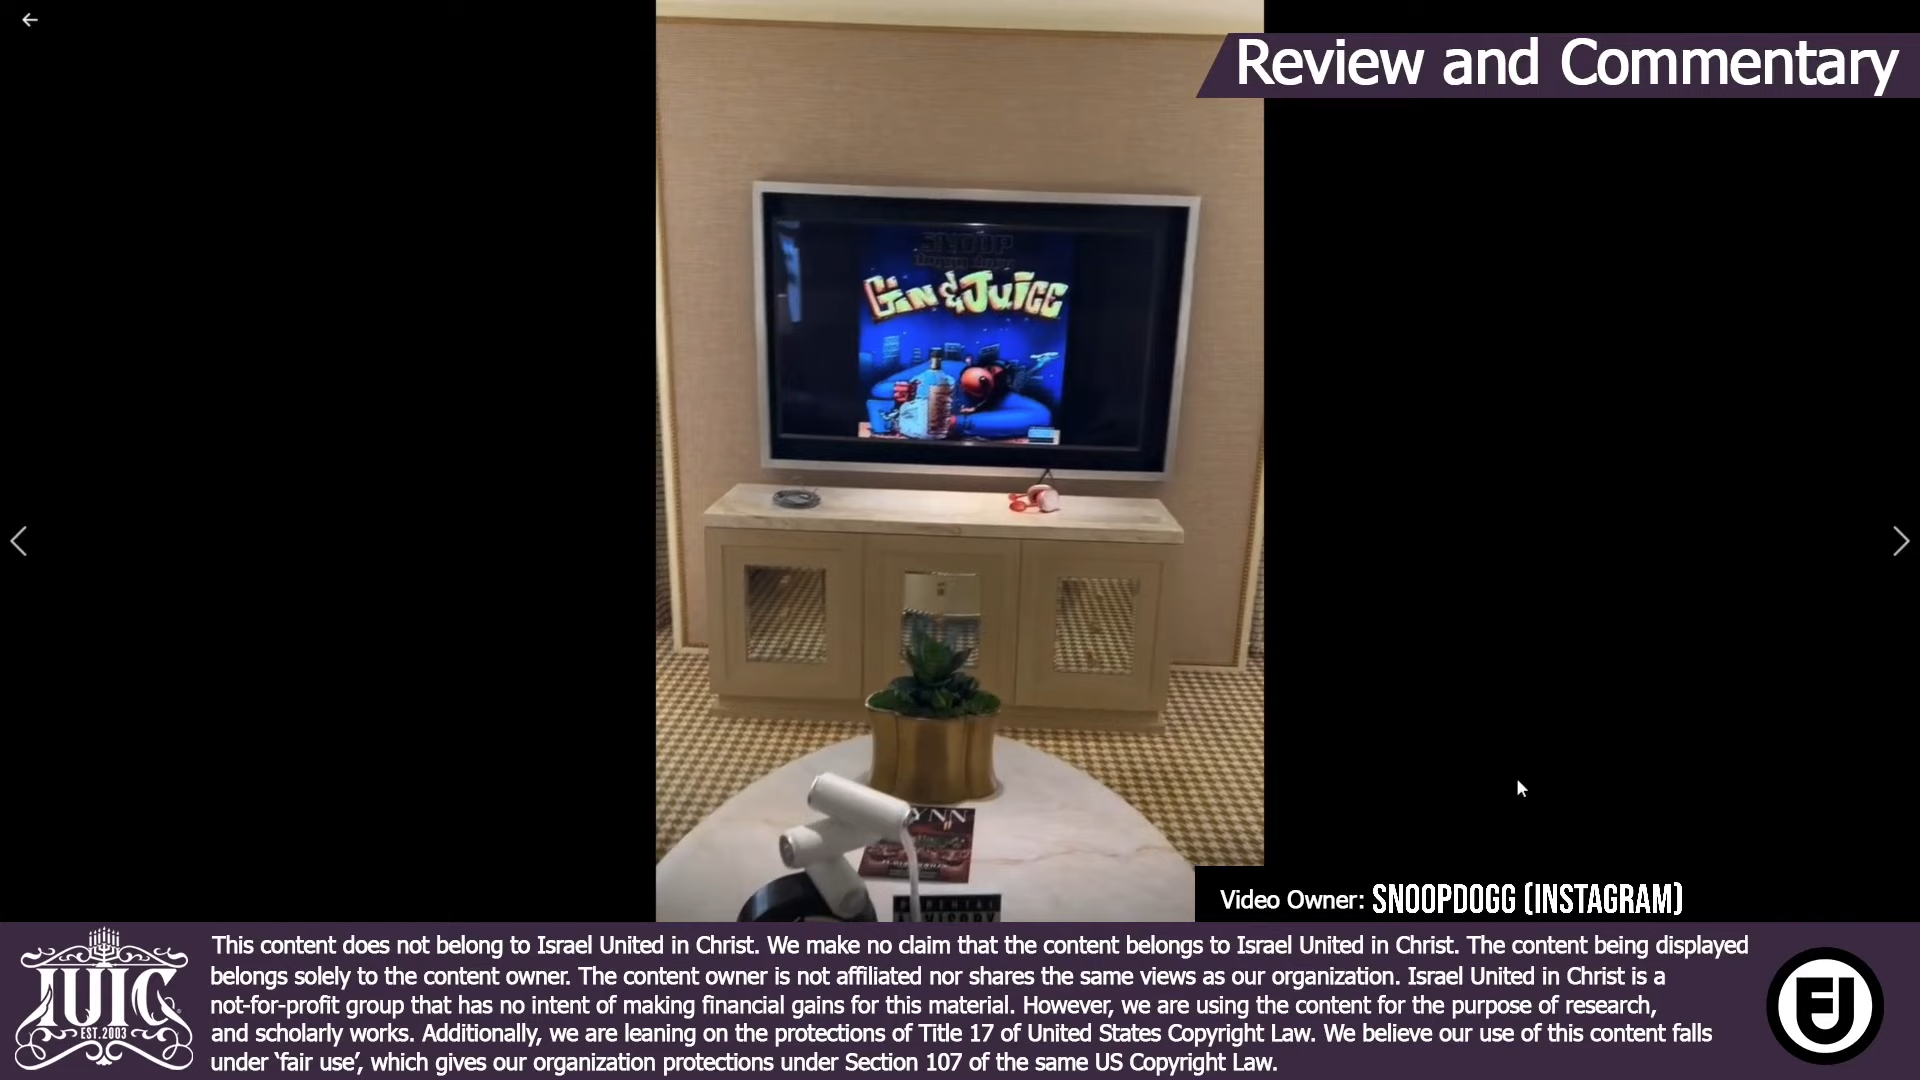 Review and Commentary
SNOOP
GIN & JUICE
YNN
ADVISORY
Video Owner: SNOOPDOGG (INSTAGRAM)
This content does not belong to Israel United in Christ. We make no claim that the content belongs to Israel United in Christ. The content being displayed
belongs solely to the content owner. The content owner is not affiliated nor shares the same views as our organization. Israel United in Christ is a
not-for-profit group that has no intent of making financial gains for this material. However, we are using the content for the purpose of research,
and scholarly works. Additionally, we are leaning on the protections of Title 17 of United States Copyright Law. We believe our use of this content falls
under ‘fair use’, which gives our organization protections under Section 107 of the same US Copyright Law.
IUIC
EST. 2003